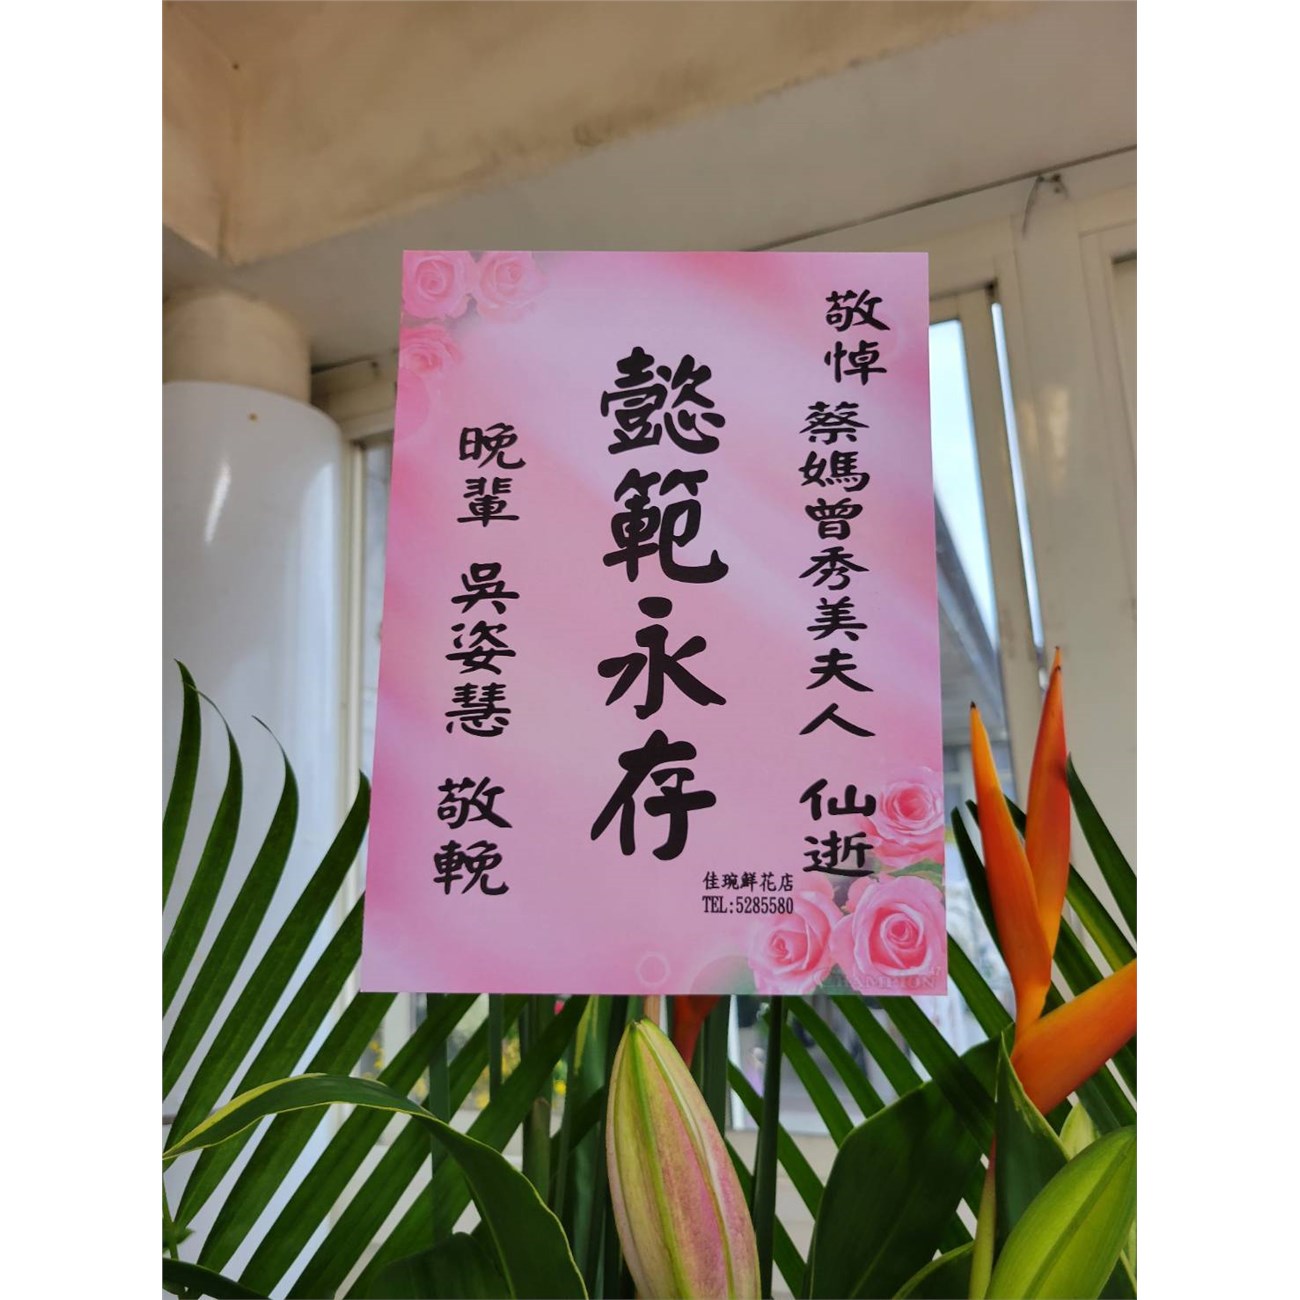 敬悼 蔡媽曾秀美夫人 仙逝
懿範永存
晚輩 吳姿慧 敬輓
佳琬鮮花店
TEL:5285580
CHAMPION